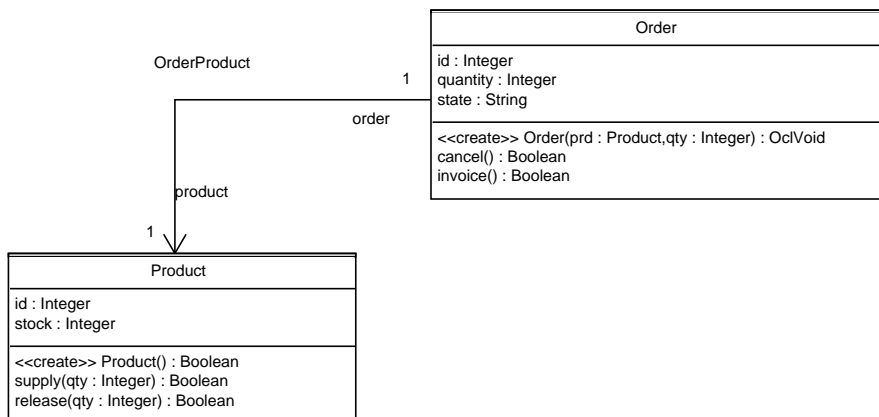 Order
id : Integer
quantity : Integer
state : String
<<create>> Order(prd : Product,qty : Integer) : OclVoid
cancel() : Boolean
invoice() : Boolean
OrderProduct
1
order
product
1
Product
id : Integer
stock : Integer
<<create>> Product() : Boolean
supply(qty : Integer) : Boolean
release(qty : Integer) : Boolean